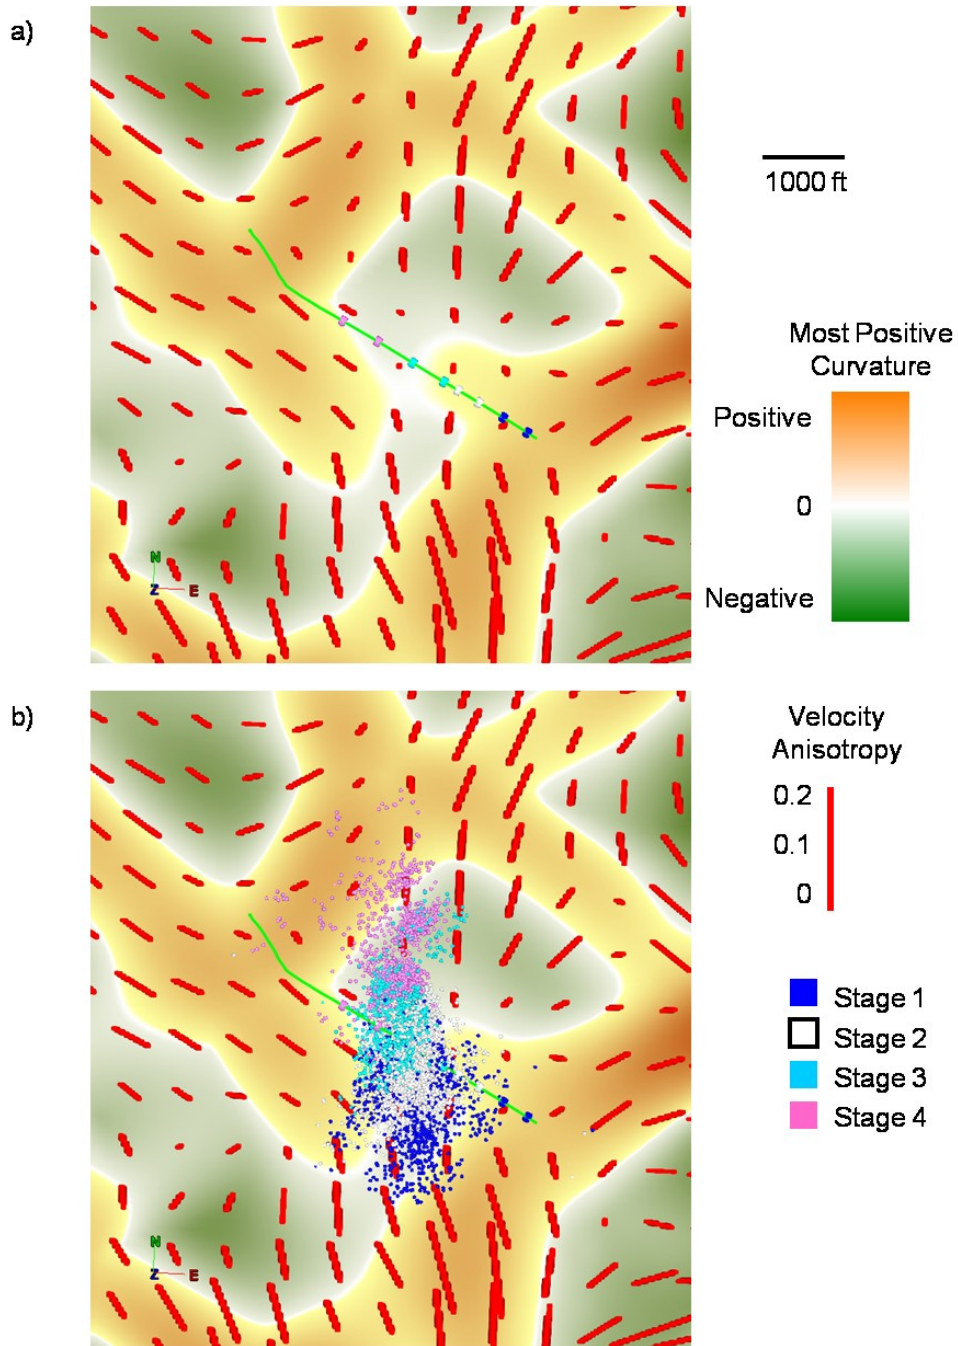 a)
1000 ft
Most Positive
Curvature
Positive
0
Negative
N
Z E
b)
Velocity
Anisotropy
0.2
0.1
0
Stage 1
Stage 2
Stage 3
Stage 4
N
Z E